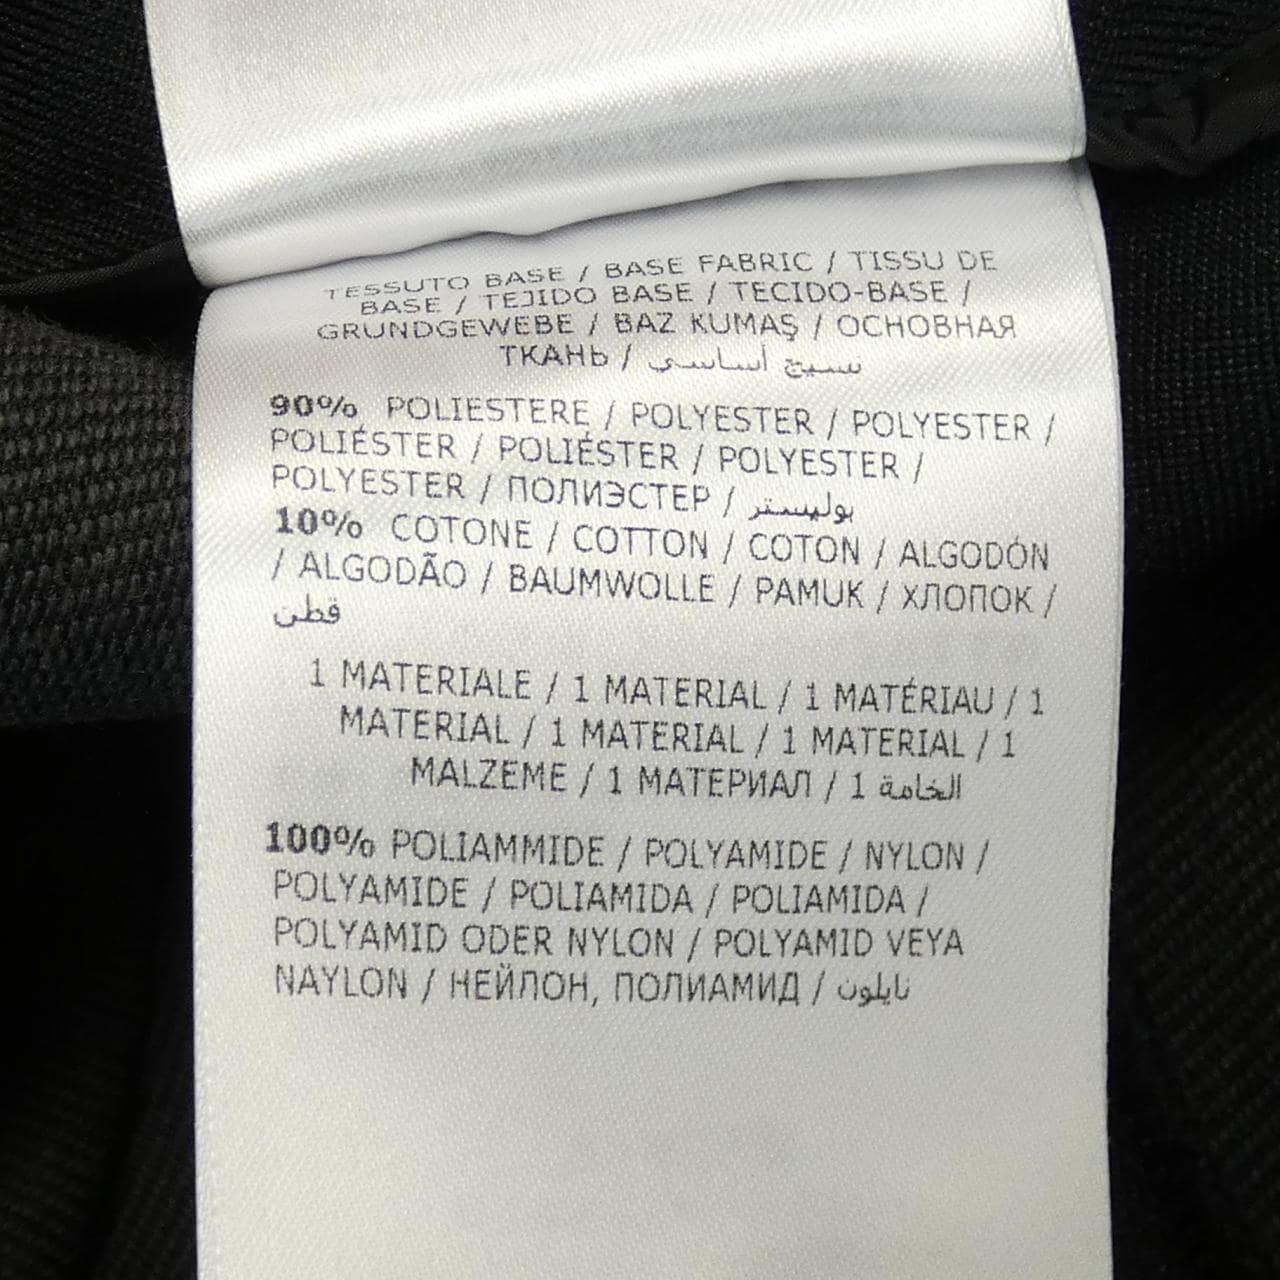 TESSUTO BASE / BASE FABRIC / TISSU DE
BASE / TEJIDO BASE / TECIDO-BASE /
GRUNDGEWEBE / BAZ KUMAŞ / ОСНОВНАЯ
ТКАНЬ / نسيج أساسي
90% POLIESTERE / POLYESTER / POLYESTER /
POLIÉSTER / POLIÉSTER / POLYESTER /
POLYESTER / ПОЛИЭСТЕР / بوليستر
10% COTONE / COTTON / COTON / ALGODÓN
/ ALGODÃO / BAUMWOLLE / PAMUK / ХЛОПОК /
قطن
1 MATERIALE / 1 MATERIAL / 1 MATÉRIAU / 1
MATERIAL / 1 MATERIAL / 1 MATERIAL / 1
MALZEME / 1 МАТЕРИАЛ / 1 الخامة
100% POLIAMMIDE / POLYAMIDE / NYLON /
POLYAMIDE / POLIAMIDA / POLIAMIDA /
POLYAMID ODER NYLON / POLYAMID VEYA
NAYLON / НЕЙЛОН, ПОЛИАМИД / نايلون